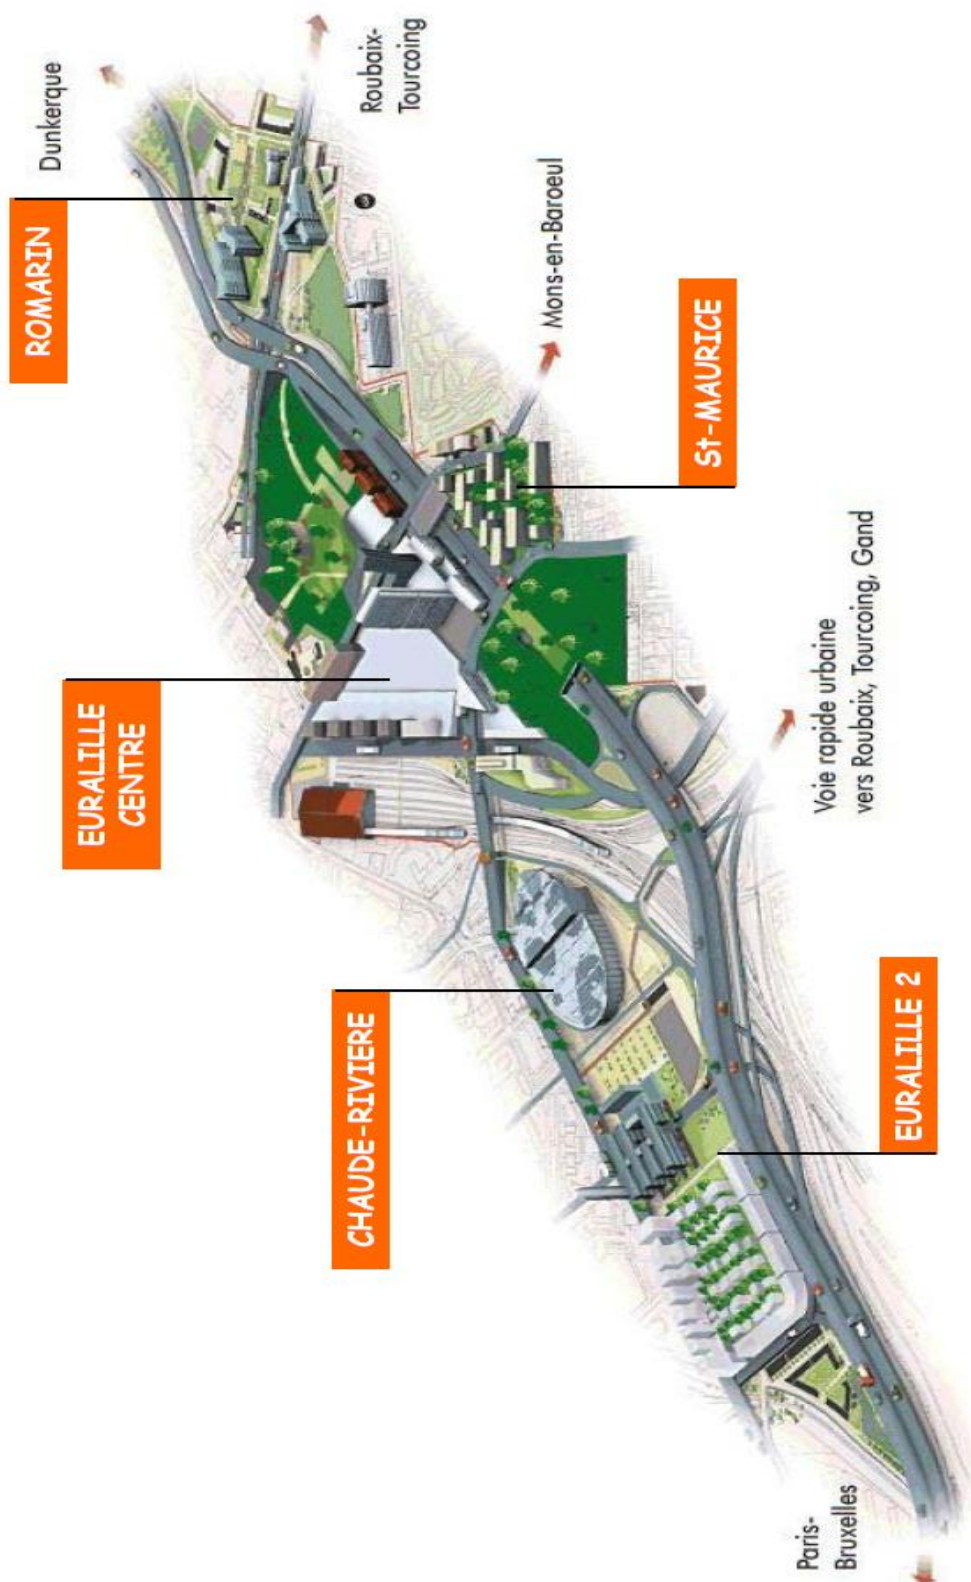 Paris-
Bruxelles
CHAUDE-RIVIERE
EURALILLE
CENTRE
ROMARIN
Dunkerque
Roubaix-
Tourcoing
Mons-en-Baroeul
St-MAURICE
Voie rapide urbaine
vers Roubaix, Tourcoing, Gand
EURALILLE 2